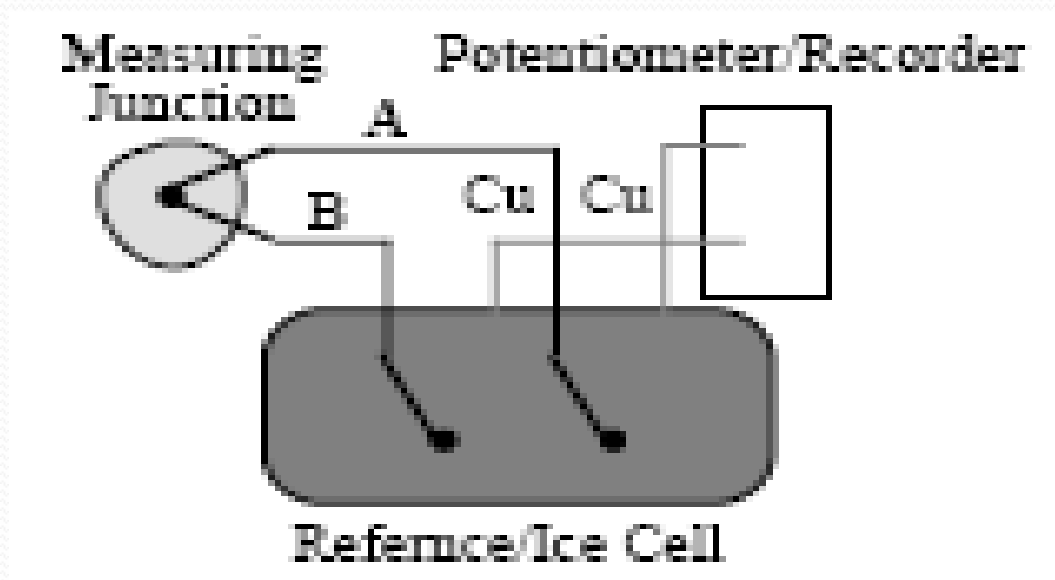 Measuring
Junction
Potentiometer/Recorder
A
B
Cu
Cu
Refernce/Ice Cell